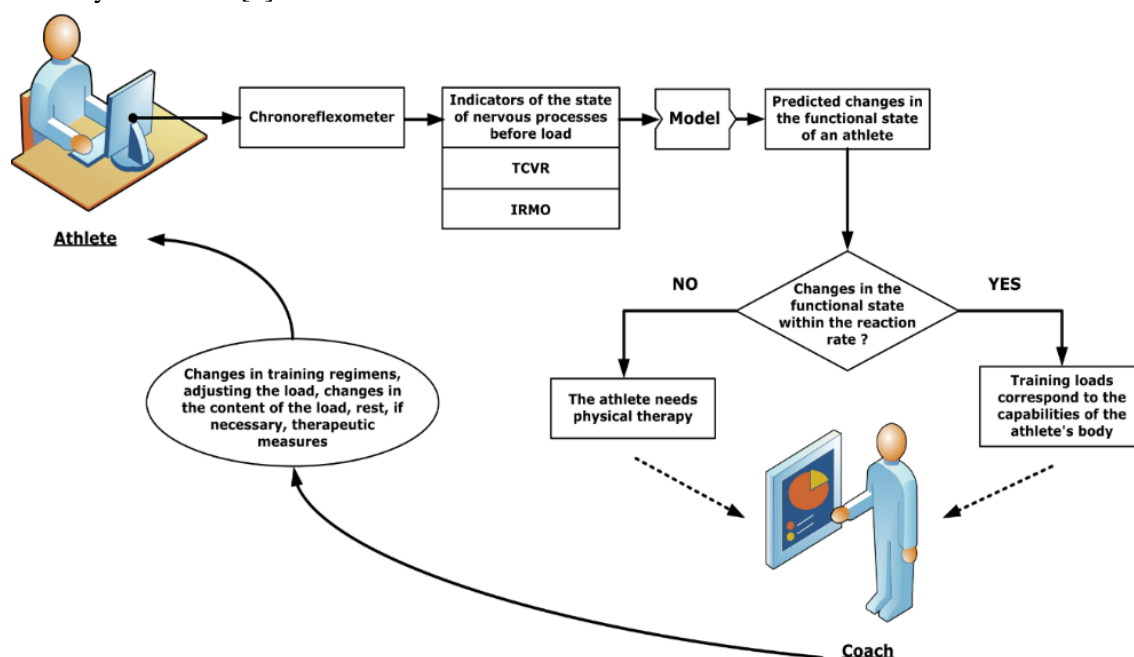 Chronoreflexometer
Indicators of the state
of nervous processes
before load
TCVR
IRMO
Model
Predicted changes in
the functional state
of an athlete
Athlete
NO
Changes in the
functional state
within the reaction
rate ?
YES
Changes in training regimens,
adjusting the load, changes in
the content of the load, rest, if
necessary, therapeutic
measures
The athlete needs
physical therapy
Training loads
correspond to the
capabilities of the
athlete's body
Coach